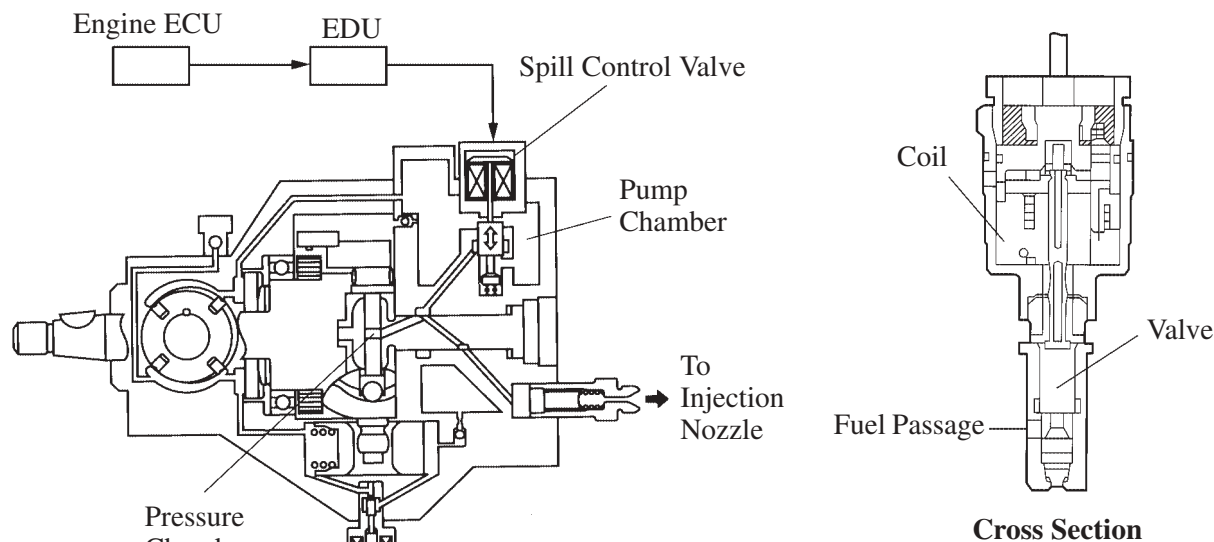 Engine ECU
EDU
Spill Control Valve
Pump
Chamber
Coil
Valve
To
Injection
Nozzle
Fuel Passage
Pressure
Cross Section